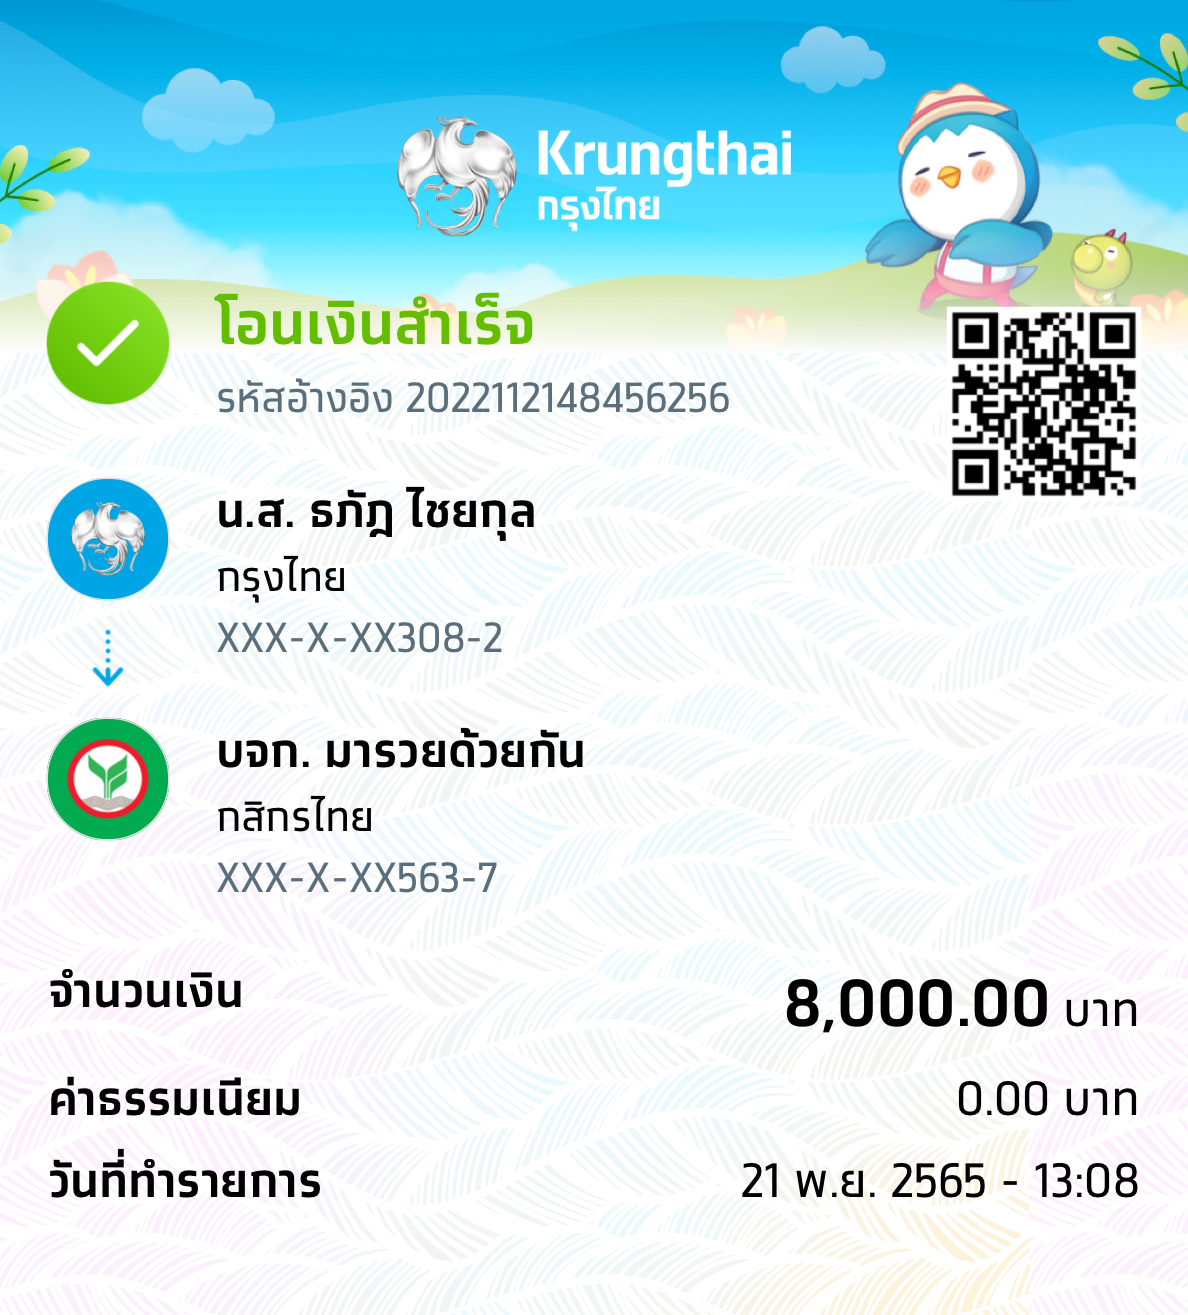 Krungthai
กรุงไทย
โอนเงินสำเร็จ
รหัสอ้างอิง 2022112148456256
น.ส. ธภัฎ ไชยกุล
กรุงไทย
XXX-X-XX308-2
บจก. มารวยด้วยกัน
กสิกรไทย
XXX-X-XX563-7
จำนวนเงิน 8,000.00 บาท
ค่าธรรมเนียม 0.00 บาท
วันที่ทำรายการ 21 พ.ย. 2565 - 13:08